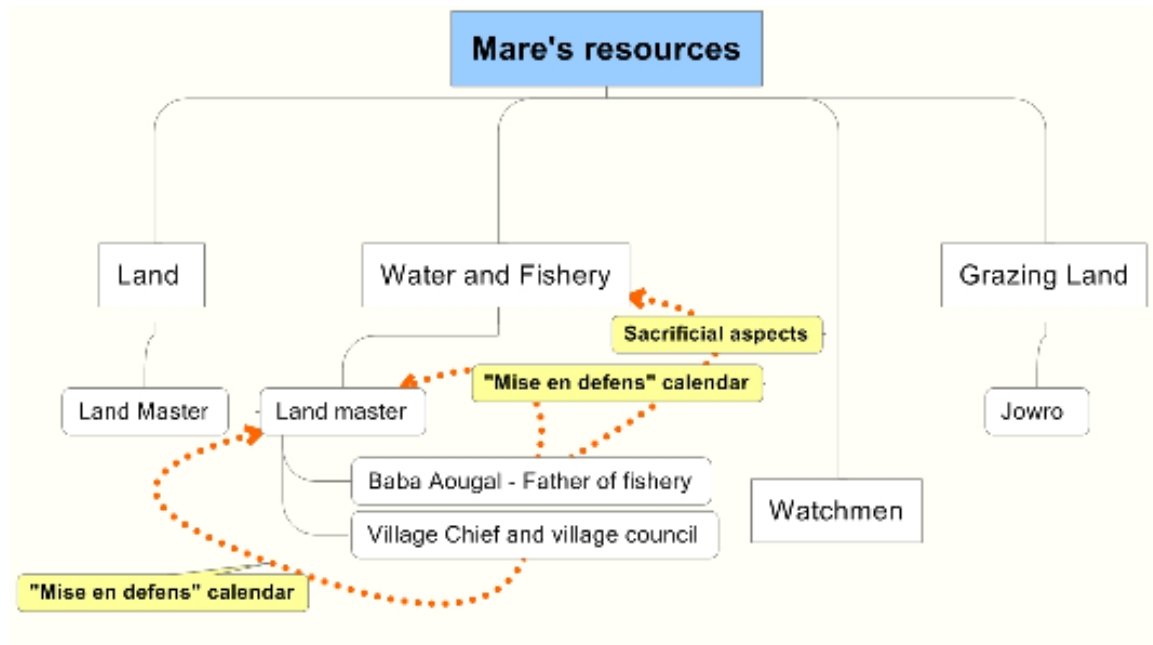 Mare's resources
Land
Water and Fishery
Grazing Land
Sacrificial aspects
"Mise en defens" calendar
Land Master
Land master
Jowro
Baba Aougal - Father of fishery
Watchmen
Village Chief and village council
"Mise en defens" calendar